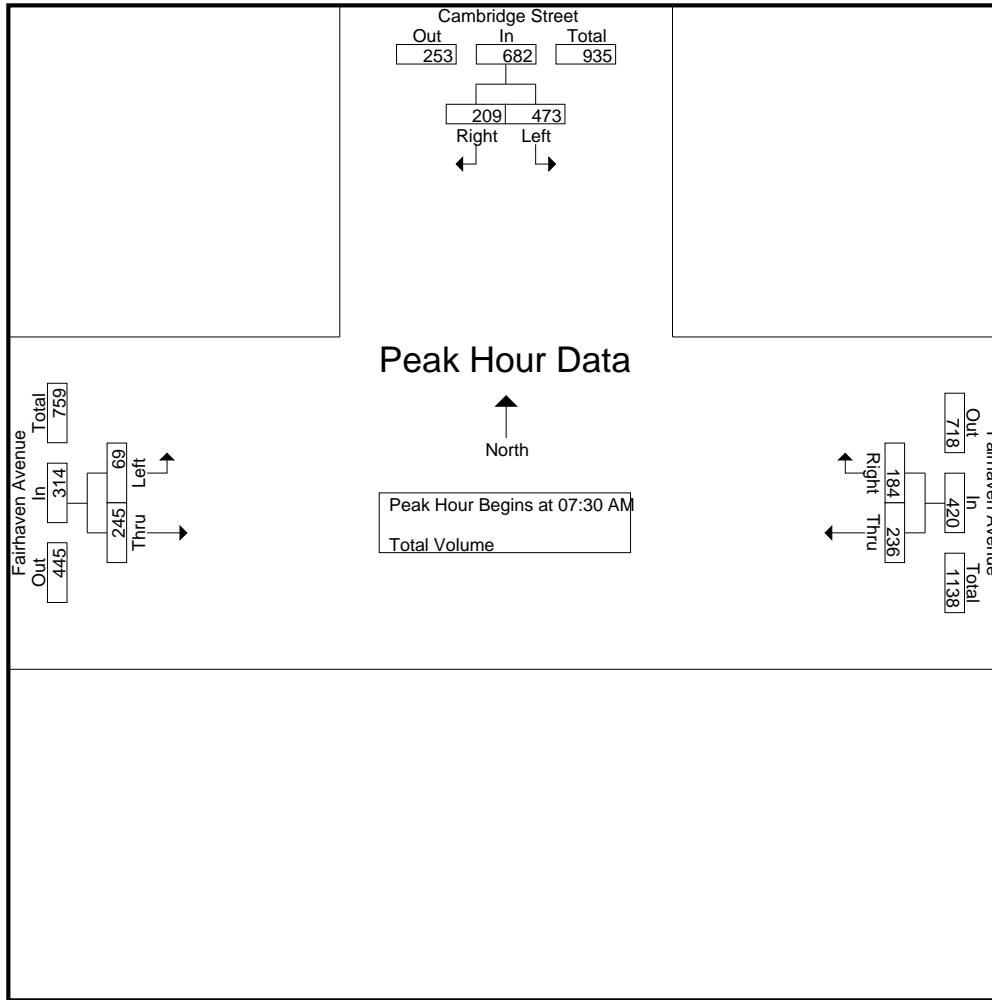 Cambridge Street
Out In Total
253 682 935
209 473
Right Left
Peak Hour Data
North
Peak Hour Begins at 07:30 AM
Total Volume
Fairhaven Avenue
Out In Total
445 314 759
69 245
Left Thru
Fairhaven Avenue
Out In Total
718 420 1138
184 236
Right Thru